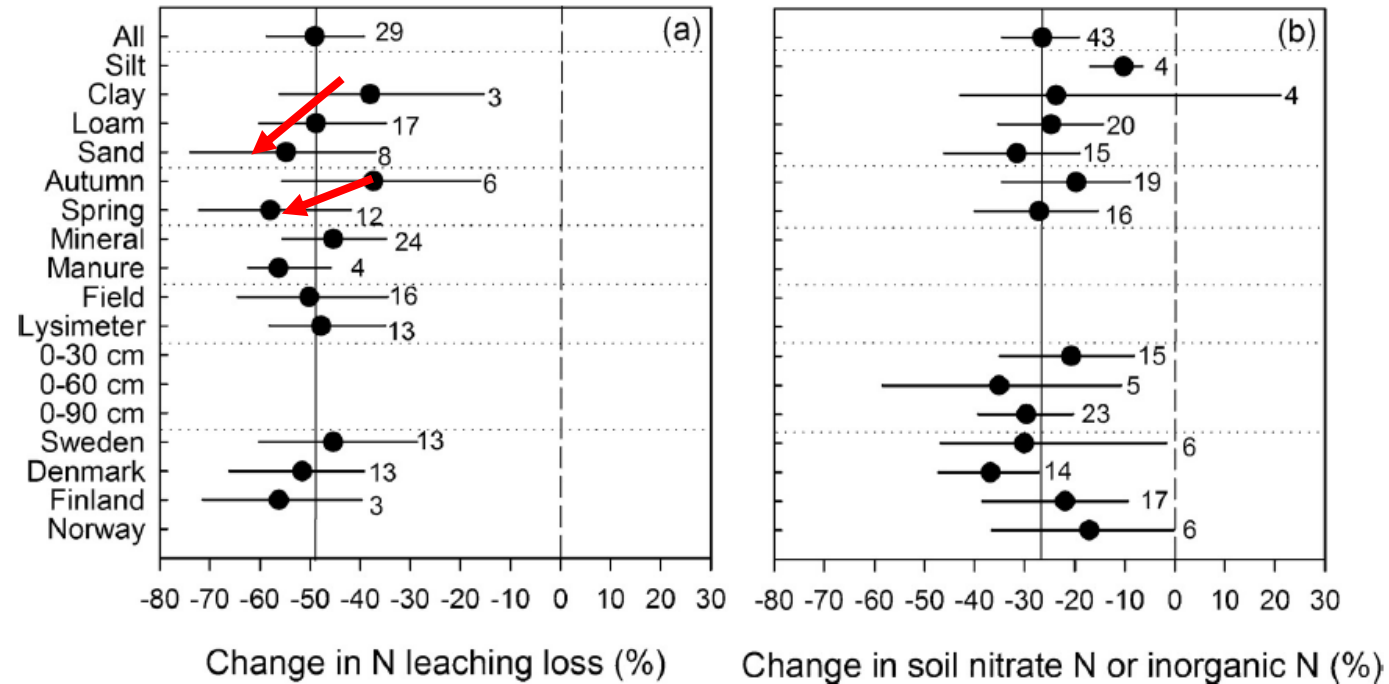 (a)
(b)
All
29
43
Silt
4
Clay
3
4
Loam
17
20
Sand
8
15
Autumn
6
19
Spring
12
16
Mineral
24
Manure
4
Field
16
Lysimeter
13
0-30 cm
15
0-60 cm
5
0-90 cm
23
Sweden
13
6
Denmark
13
14
Finland
3
17
Norway
6
-80 -70 -60 -50 -40 -30 -20 -10 0 10 20 30
-80 -70 -60 -50 -40 -30 -20 -10 0 10 20 30
Change in N leaching loss (%)
Change in soil nitrate N or inorganic N (%)